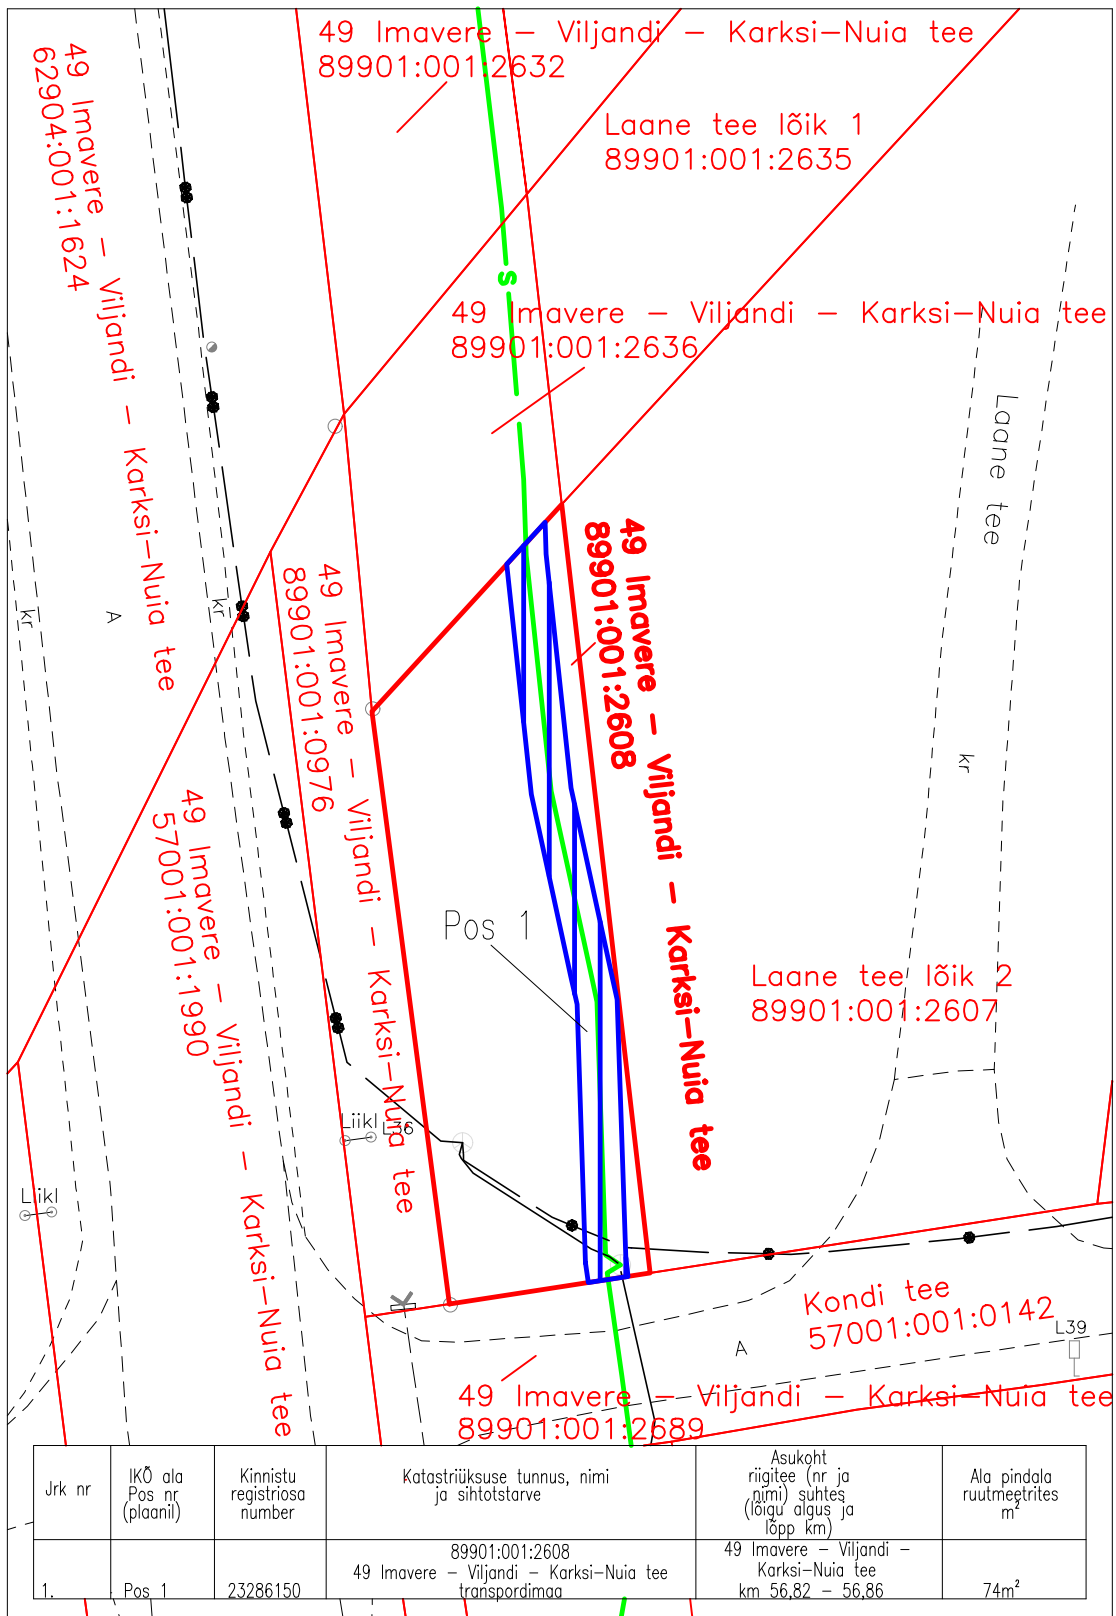 49 Imavere – Viljandi – Karksi–Nuia tee
89901:001:2632
49 Imavere – Viljandi – Karksi–Nuia tee
62904:001:1624
Laane tee lõik 1
89901:001:2635
S
49 Imavere – Viljandi – Karksi–Nuia tee
89901:001:2636
Laane tee
49 Imavere – Viljandi – Karksi–Nuia tee
89901:001:2608
49 Imavere – Viljandi – Karksi–Nuia tee
89901:001:0976
kr
A
kr
kr
49 Imavere – Viljandi – Karksi–Nuia tee
57001:001:1990
Pos 1
Laane tee lõik 2
89901:001:2607
Liikl
L36
Liikl
K
Kondi tee
57001:001:0142
A
L39
49 Imavere – Viljandi – Karksi–Nuia tee
89901:001:2689
Jrk nr
IKÕ ala
Pos nr
(plaanil)
Kinnistu
registriosa
number
Katastriüksuse tunnus, nimi
ja sihtotstarve
Asukoht
riigitee (nr ja
nimi) suhtes
(lõigu algus ja
lõpp km)
Ala pindala
ruutmeetrites
m²
1.
Pos 1
23286150
89901:001:2608
49 Imavere – Viljandi – Karksi–Nuia tee
transpordimaa
49 Imavere – Viljandi –
Karksi–Nuia tee
km 56,82 – 56,86
74m²